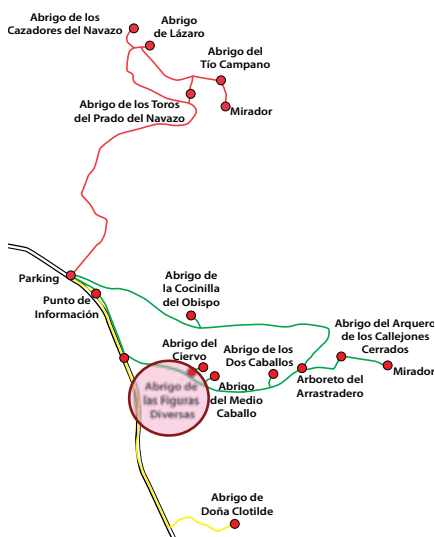 Abrigo de los
Cazadores del Navazo
Abrigo
de Lázaro
Abrigo del
Tío Campano
Abrigo de los Toros
del Prado del Navazo
Mirador
Parking
Punto de
Información
Abrigo de
la Cocinilla
del Obispo
Abrigo del
Ciervo
Abrigo de los
Dos Caballos
Abrigo del Arquero
de los Callejones
Cerrados
Mirador
Arboreto del
Arrastradero
Abrigo
del Medio
Caballo
Abrigo de
las Figuras
Diversas
Abrigo de
Doña Clotilde